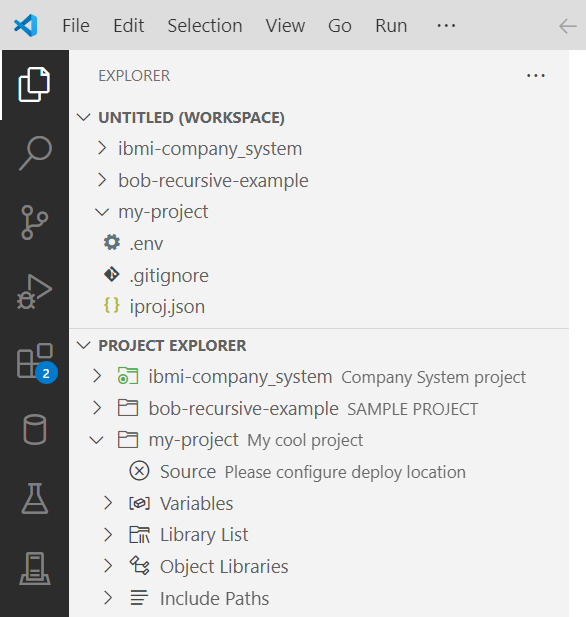 File Edit Selection View Go Run ···
EXPLORER ···
UNTITLED (WORKSPACE)
ibmi-company_system
bob-recursive-example
my-project
.env
.gitignore
{} iproj.json
PROJECT EXPLORER
ibmi-company_system Company System project
bob-recursive-example SAMPLE PROJECT
my-project My cool project
2
Source Please configure deploy location
Variables
Library List
Object Libraries
Include Paths